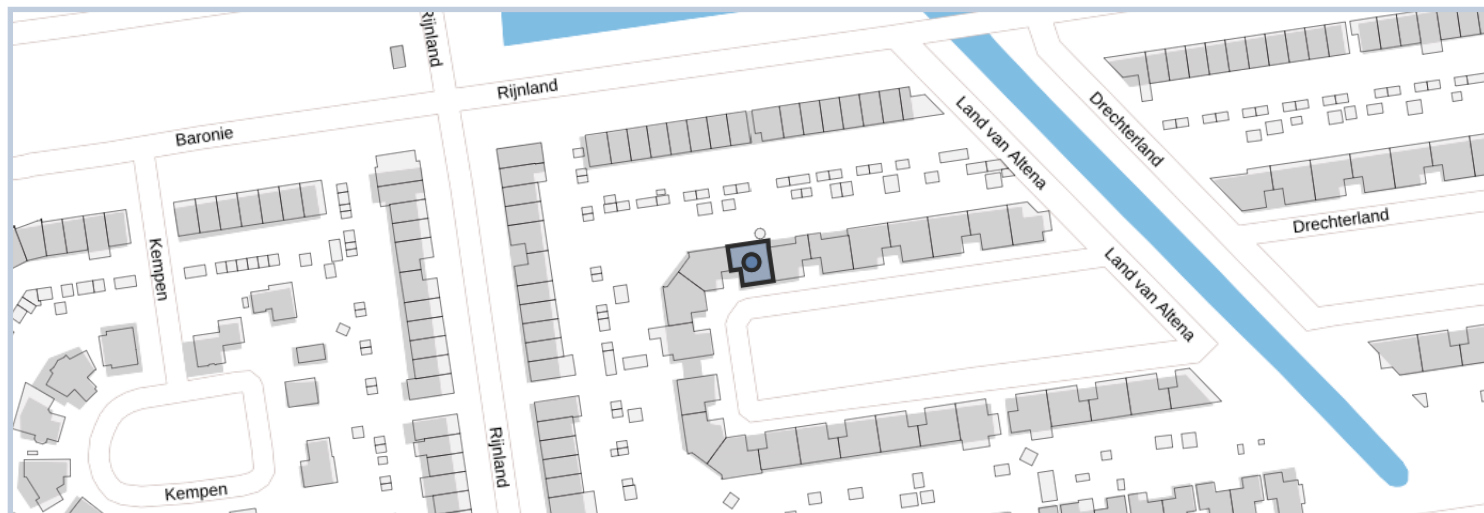 Rijnland
Rijnland
Baronie
Land van Altena
Drechterland
Drechterland
Kempen
Land van Altena
Rijnland
Kempen